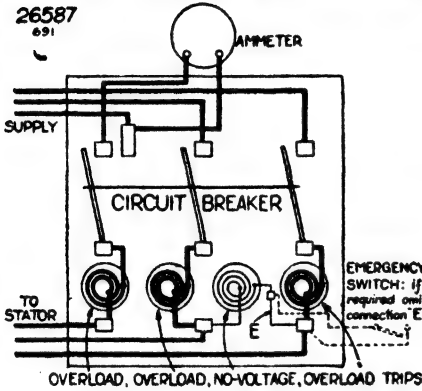 26587
691
AMMETER
SUPPLY
CIRCUIT BREAKER
EMERGENCY
SWITCH: if
required omit
connection E
TO
STATOR
E
OVERLOAD, OVERLOAD, NO-VOLTAGE, OVERLOAD TRIPS